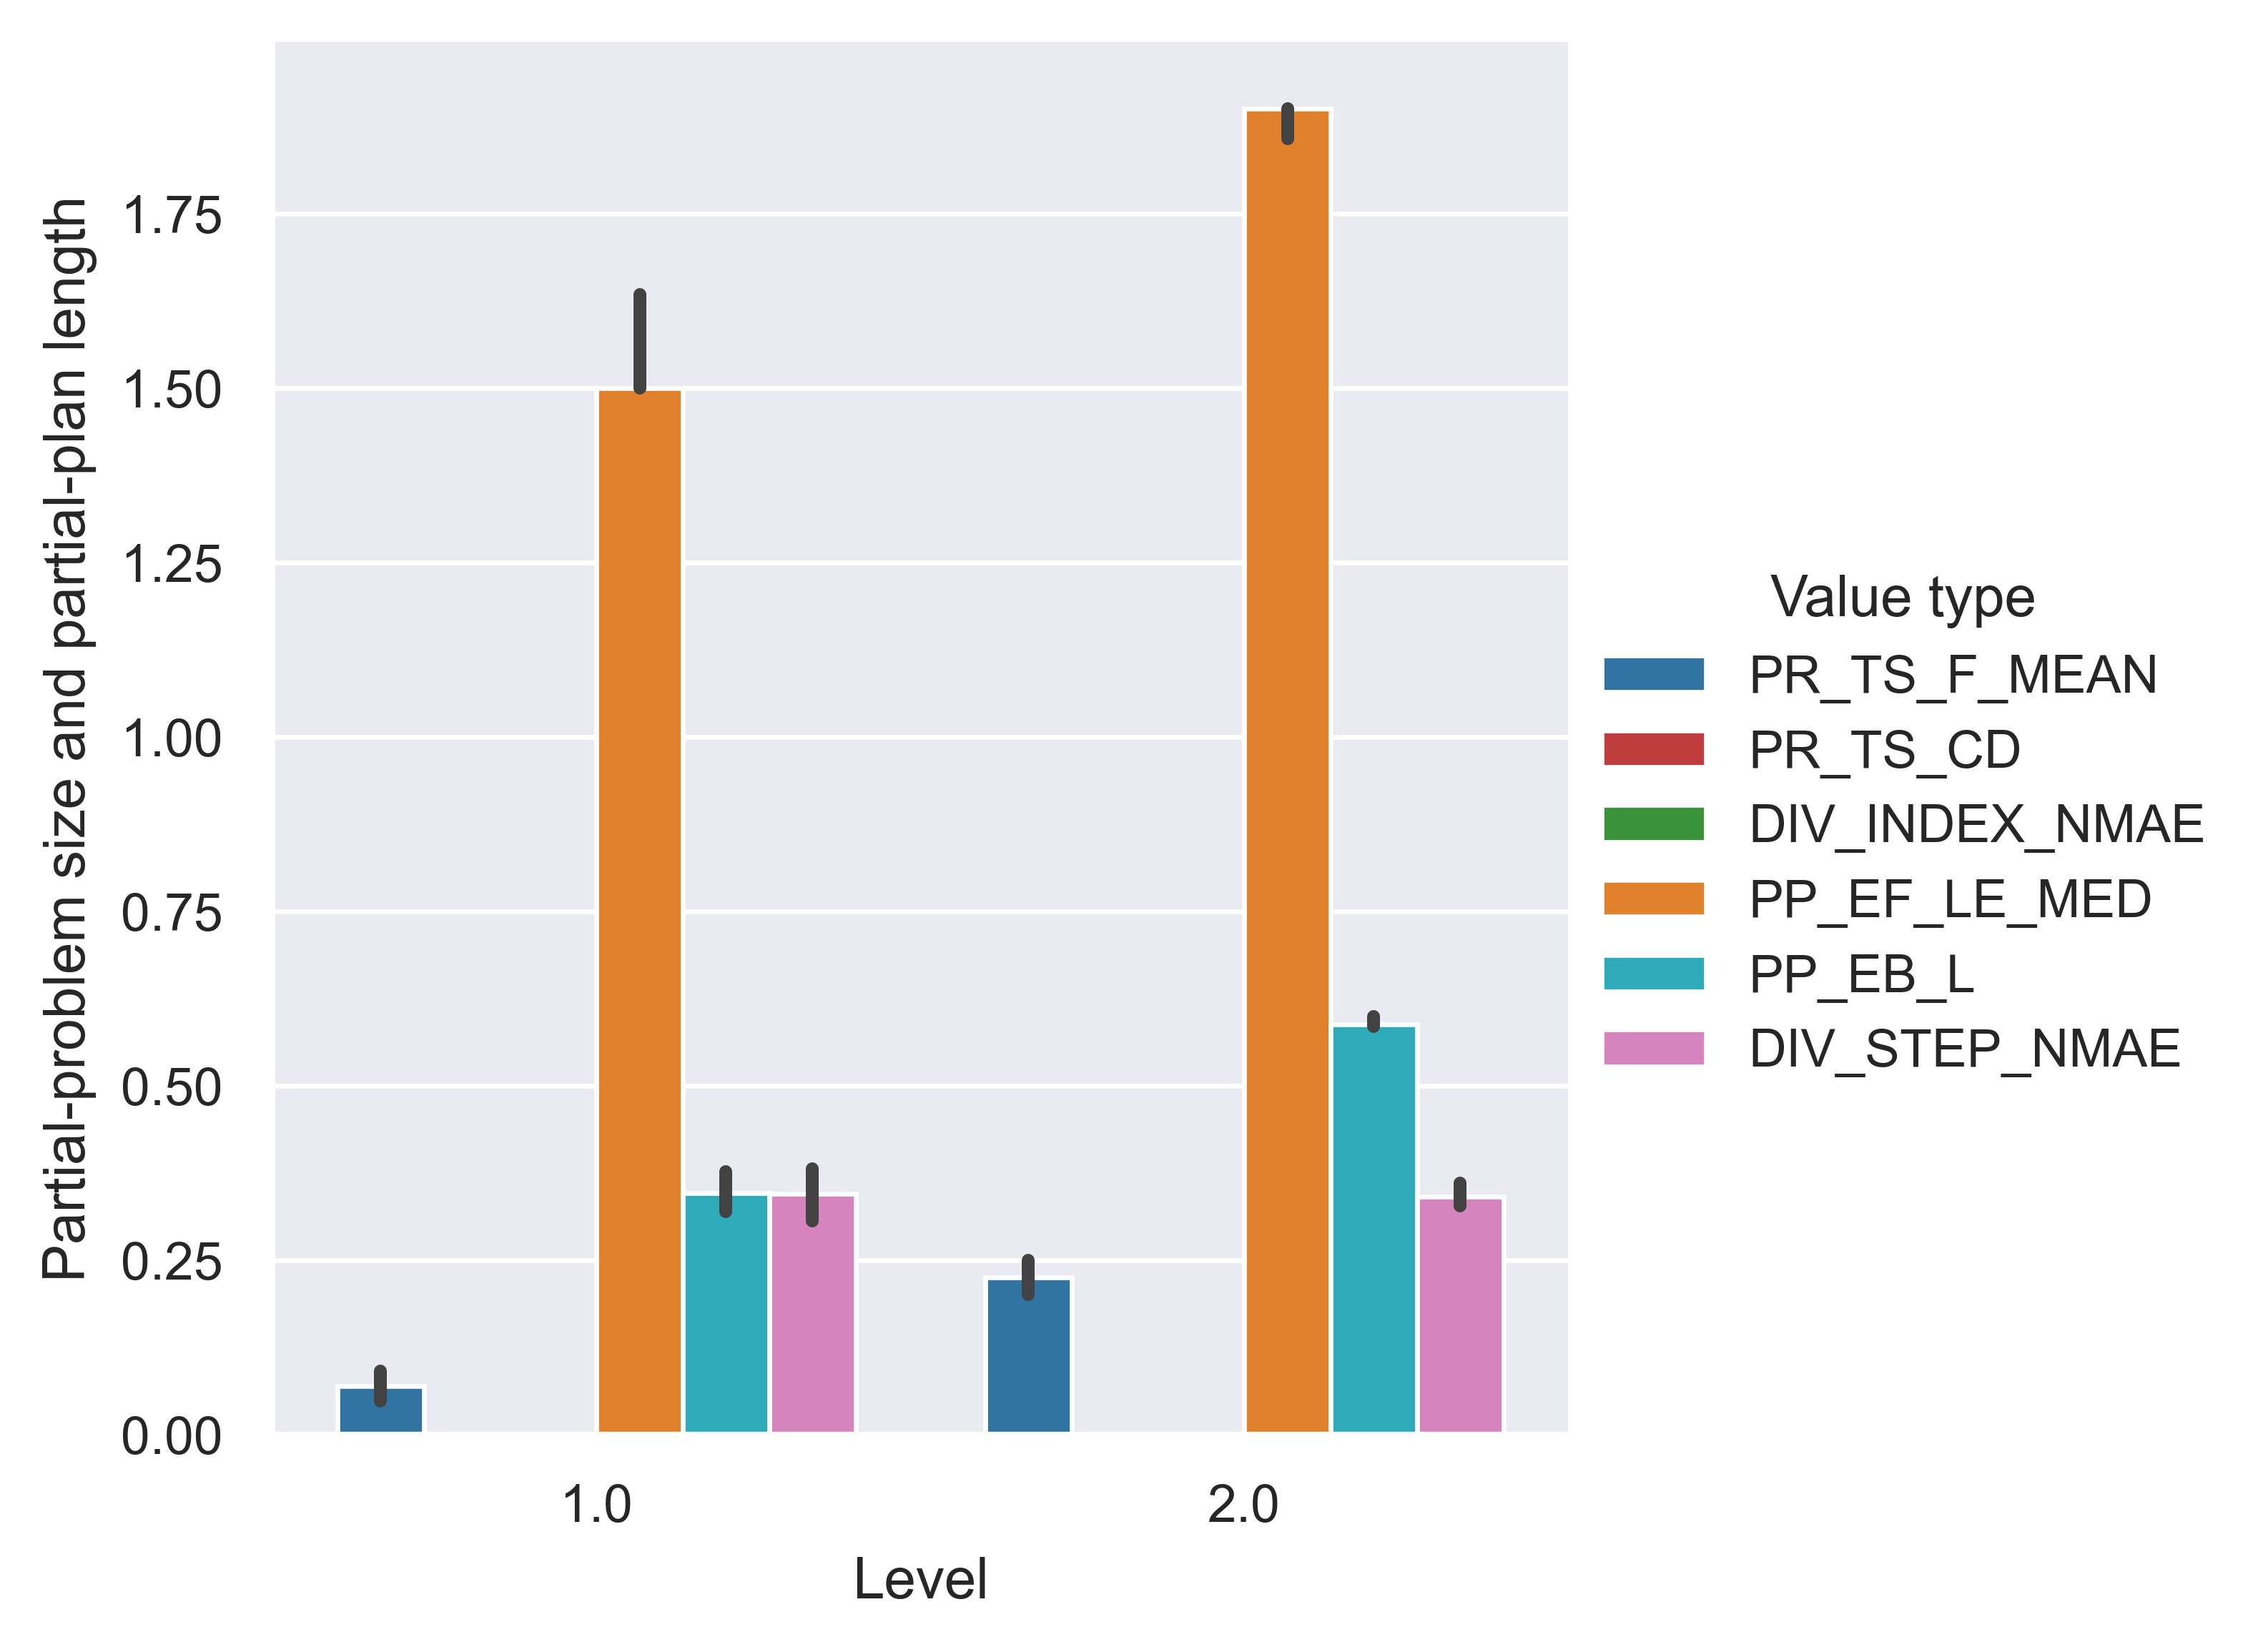 Partial-problem size and partial-plan length
1.75
1.50
1.25
1.00
0.75
0.50
0.25
0.00
1.0
2.0
Level
Value type
PR_TS_F_MEAN
PR_TS_CD
DIV_INDEX_NMAE
PP_EF_LE_MED
PP_EB_L
DIV_STEP_NMAE